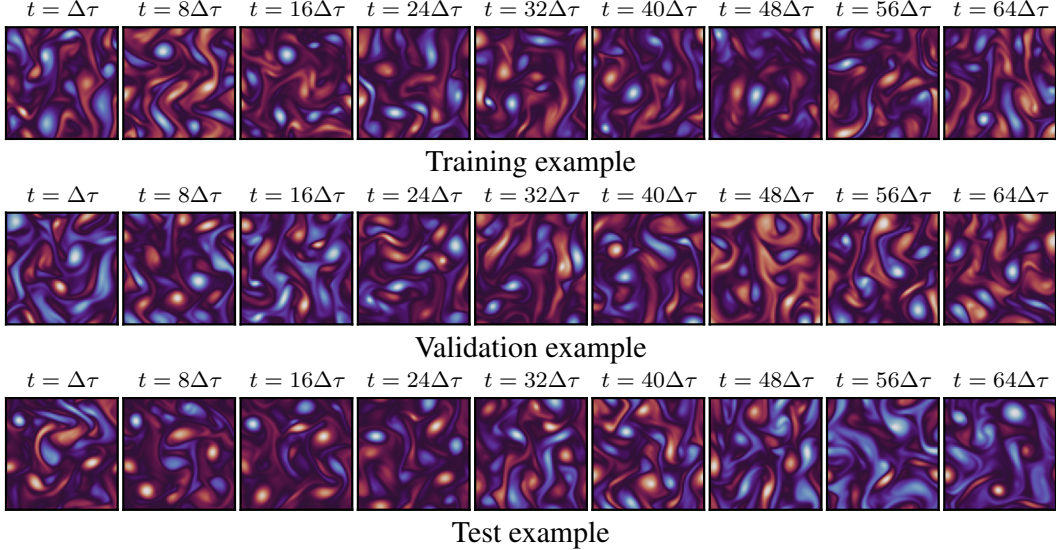 t = Δτ t = 8Δτ t = 16Δτ t = 24Δτ t = 32Δτ t = 40Δτ t = 48Δτ t = 56Δτ t = 64Δτ
Training example
t = Δτ t = 8Δτ t = 16Δτ t = 24Δτ t = 32Δτ t = 40Δτ t = 48Δτ t = 56Δτ t = 64Δτ
Validation example
t = Δτ t = 8Δτ t = 16Δτ t = 24Δτ t = 32Δτ t = 40Δτ t = 48Δτ t = 56Δτ t = 64Δτ
Test example